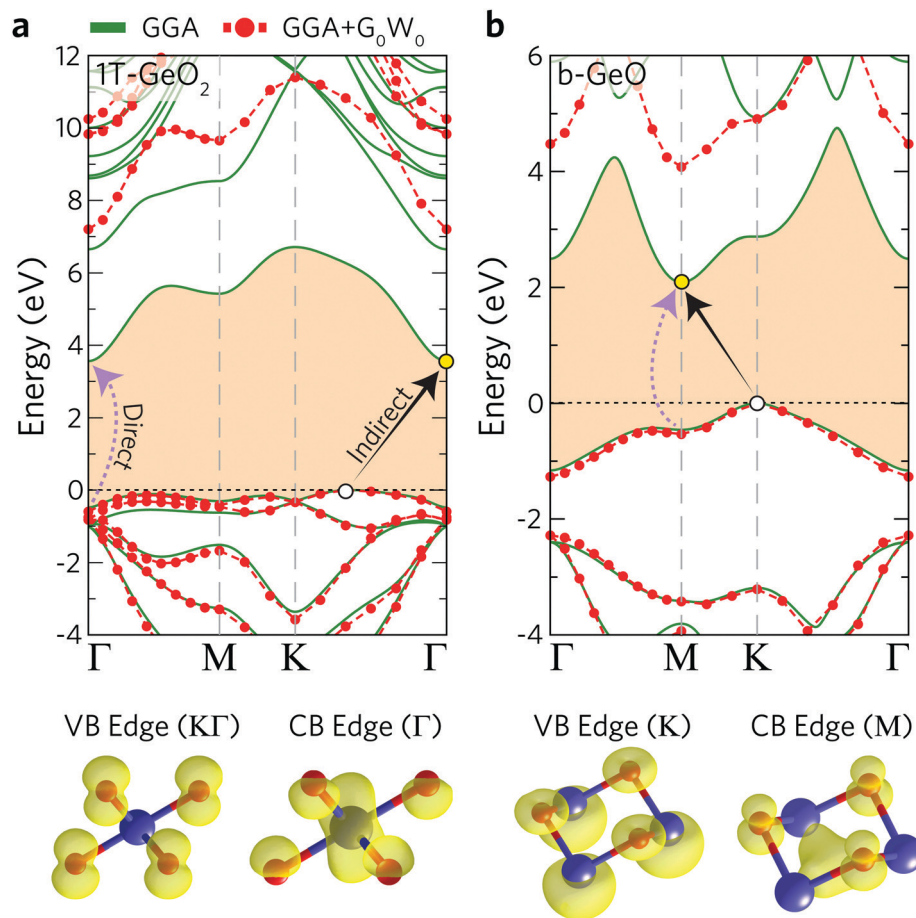 a GGA GGA+G₀W₀ b
1T-GeO₂
b-GeO
Energy (eV)
12
10
8
6
4
2
0
-2
-4
Direct
Indirect
Γ M K Γ
Energy (eV)
6
4
2
0
-2
-4
Γ M K Γ
VB Edge (KΓ) CB Edge (Γ) VB Edge (K) CB Edge (M)